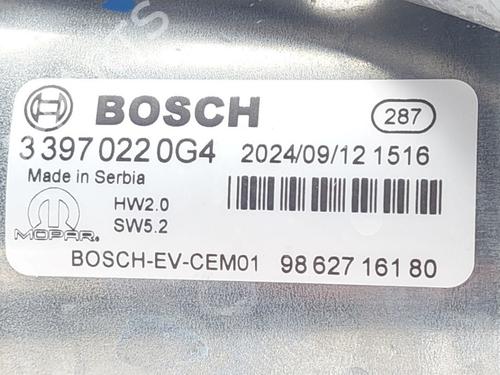 BOSCH
287
3 397 022 0G4 2024/09/12 1516
Made in Serbia
HW2.0
SW5.2
MOPAR
BOSCH-EV-CEM01 98 627 161 80